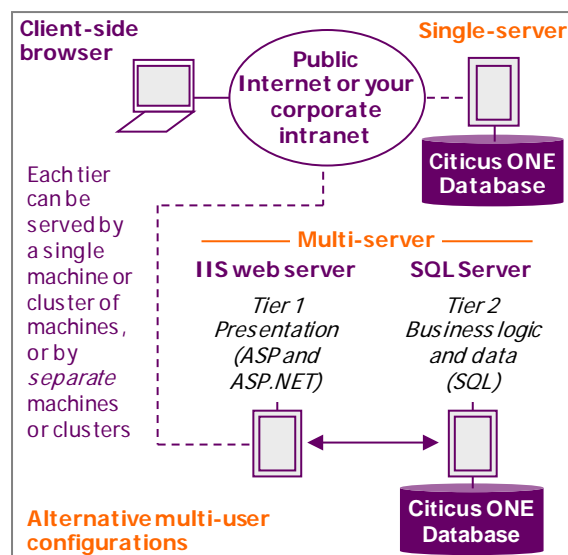 Client-side
browser
Public
Internet or your
corporate
intranet
Single-server
Citicus ONE
Database
Each tier
can be
served by
a single
machine or
cluster of
machines,
or by
separate
machines
or clusters
Multi-server
IIS web server
Tier 1
Presentation
(ASP and
ASP.NET)
SQL Server
Tier 2
Business logic
and data
(SQL)
Citicus ONE
Database
Alternative multi-user
configurations